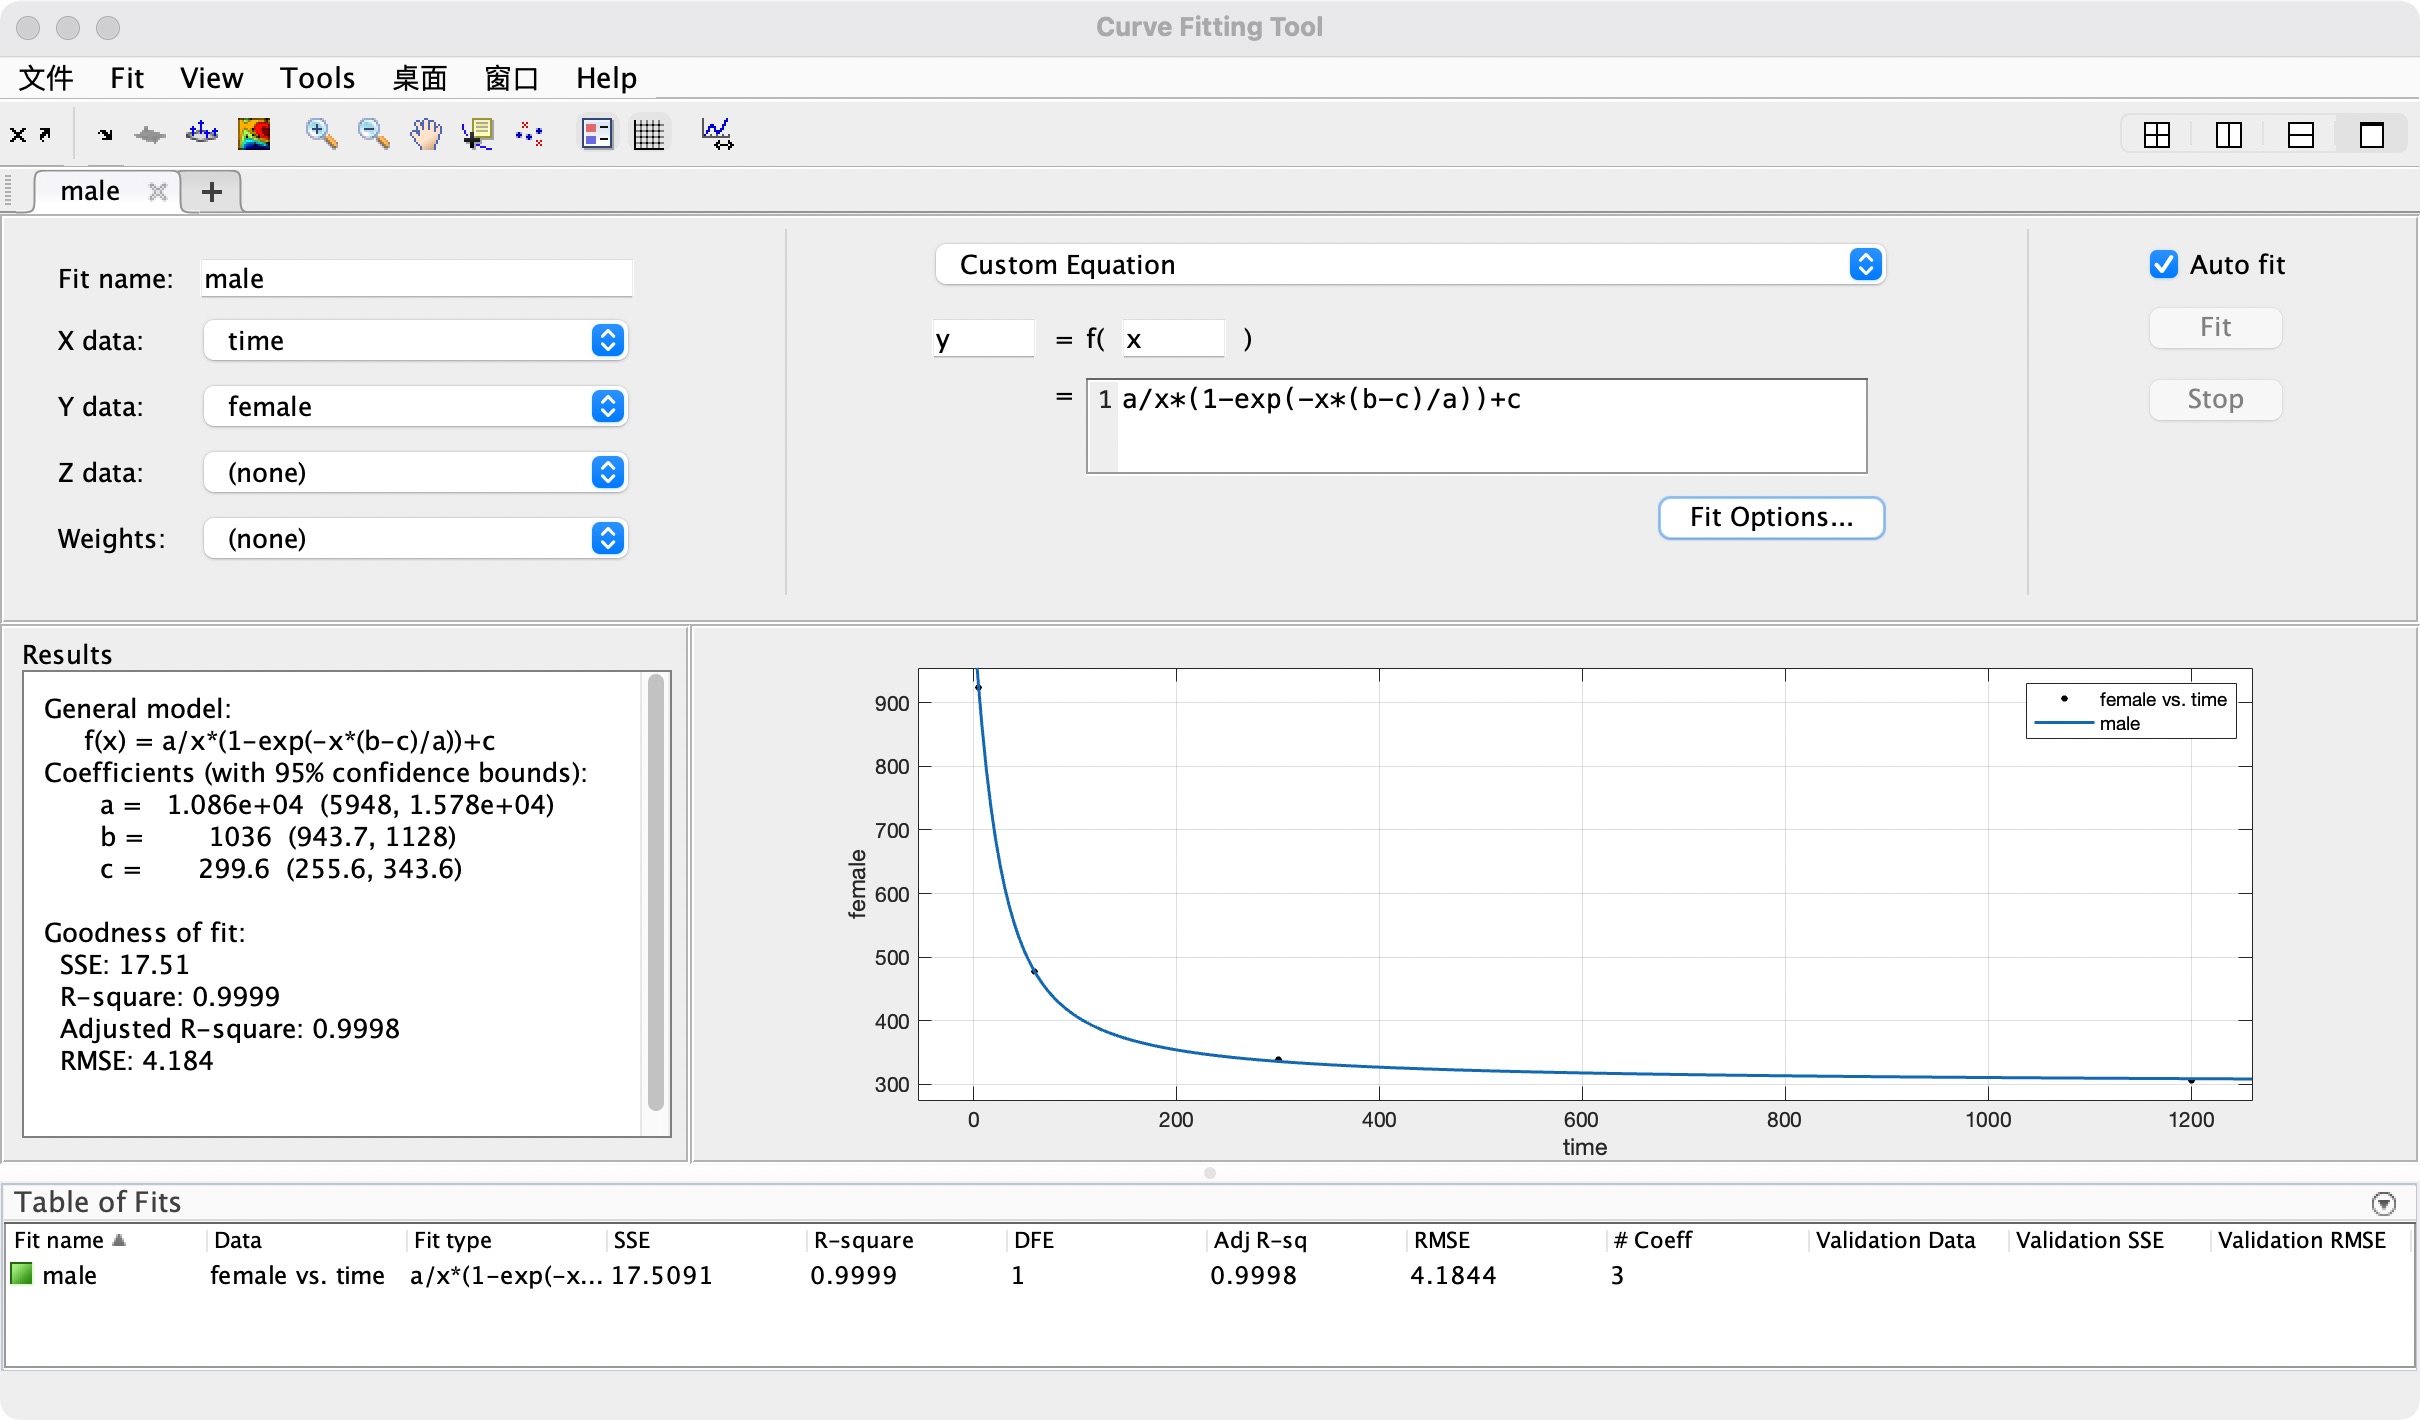 Curve Fitting Tool
文件 Fit View Tools 桌面 窗口 Help
male
Fit name: male
X data: time
Y data: female
Z data: (none)
Weights: (none)
Custom Equation
y = f( x )
= 1 a/x*(1-exp(-x*(b-c)/a))+c
Fit Options...
Auto fit
Fit
Stop
Results
General model:
f(x) = a/x*(1-exp(-x*(b-c)/a))+c
Coefficients (with 95% confidence bounds):
a = 1.086e+04 (5948, 1.578e+04)
b = 1036 (943.7, 1128)
c = 299.6 (255.6, 343.6)
Goodness of fit:
SSE: 17.51
R-square: 0.9999
Adjusted R-square: 0.9998
RMSE: 4.184
female vs. time
male
900
800
700
600
500
400
300
female
0 200 400 600 800 1000 1200
time
Table of Fits
Fit name Data Fit type SSE R-square DFE Adj R-sq RMSE # Coeff Validation Data Validation SSE Validation RMSE
male female vs. time a/x*(1-exp(-x... 17.5091 0.9999 1 0.9998 4.1844 3